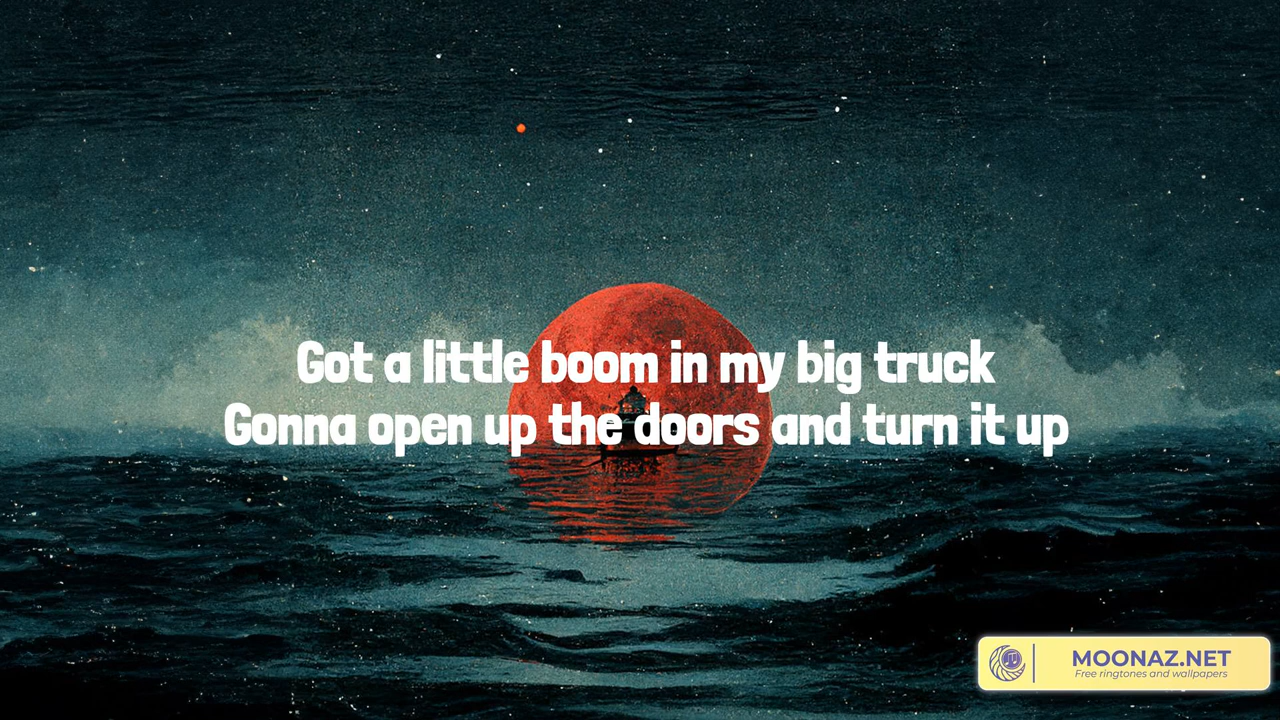 Got a little boom in my big truck
Gonna open up the doors and turn it up
MOONAZ.NET
Free ringtones and wallpapers